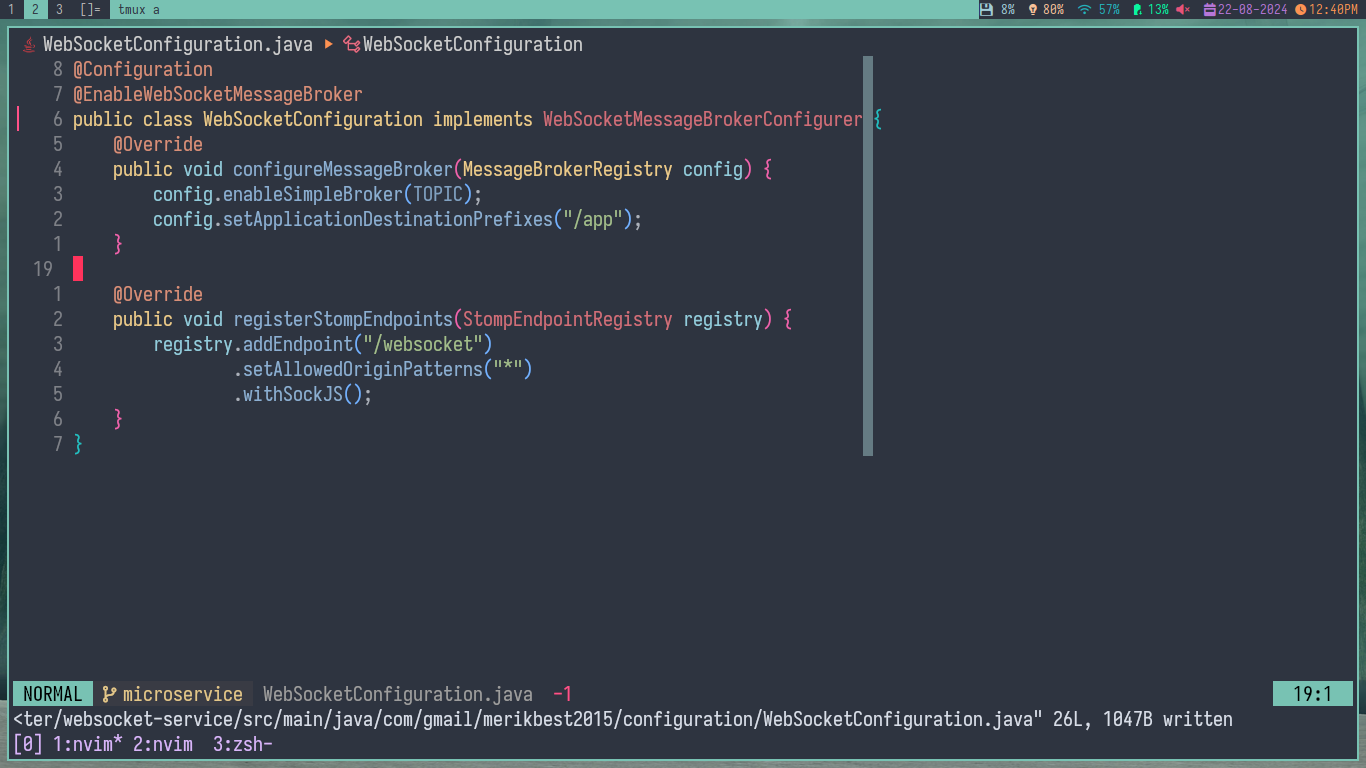 1 2 3 []= tmux a 8% 80% 57% 13% 22-08-2024 12:40PM
WebSocketConfiguration.java WebSocketConfiguration
8 @Configuration
7 @EnableWebSocketMessageBroker
6 public class WebSocketConfiguration implements WebSocketMessageBrokerConfigurer {
5     @Override
4     public void configureMessageBroker(MessageBrokerRegistry config) {
3         config.enableSimpleBroker(TOPIC);
2         config.setApplicationDestinationPrefixes("/app");
1     }
19
1     @Override
2     public void registerStompEndpoints(StompEndpointRegistry registry) {
3         registry.addEndpoint("/websocket")
4                 .setAllowedOriginPatterns("*")
5                 .withSockJS();
6     }
7 }
NORMAL microservice WebSocketConfiguration.java -1 19:1
<ter/websocket-service/src/main/java/com/gmail/merikbest2015/configuration/WebSocketConfiguration.java" 26L, 1047B written
[0] 1:nvim* 2:nvim  3:zsh-